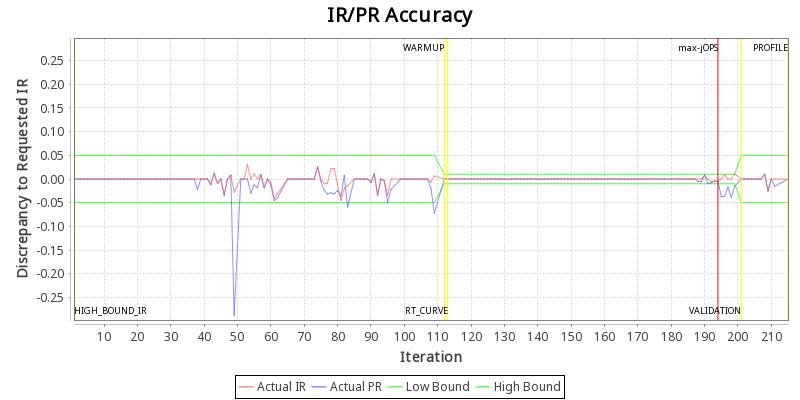 IR/PR Accuracy
Discrepancy to Requested IR
0.25
0.20
0.15
0.10
0.05
0.00
-0.05
-0.10
-0.15
-0.20
-0.25
WARMUP
max-jOPS
PROFILE
HIGH_BOUND_IR
RT_CURVE
VALIDATION
10 20 30 40 50 60 70 80 90 100 110 120 130 140 150 160 170 180 190 200 210
Iteration
Actual IR Actual PR Low Bound High Bound